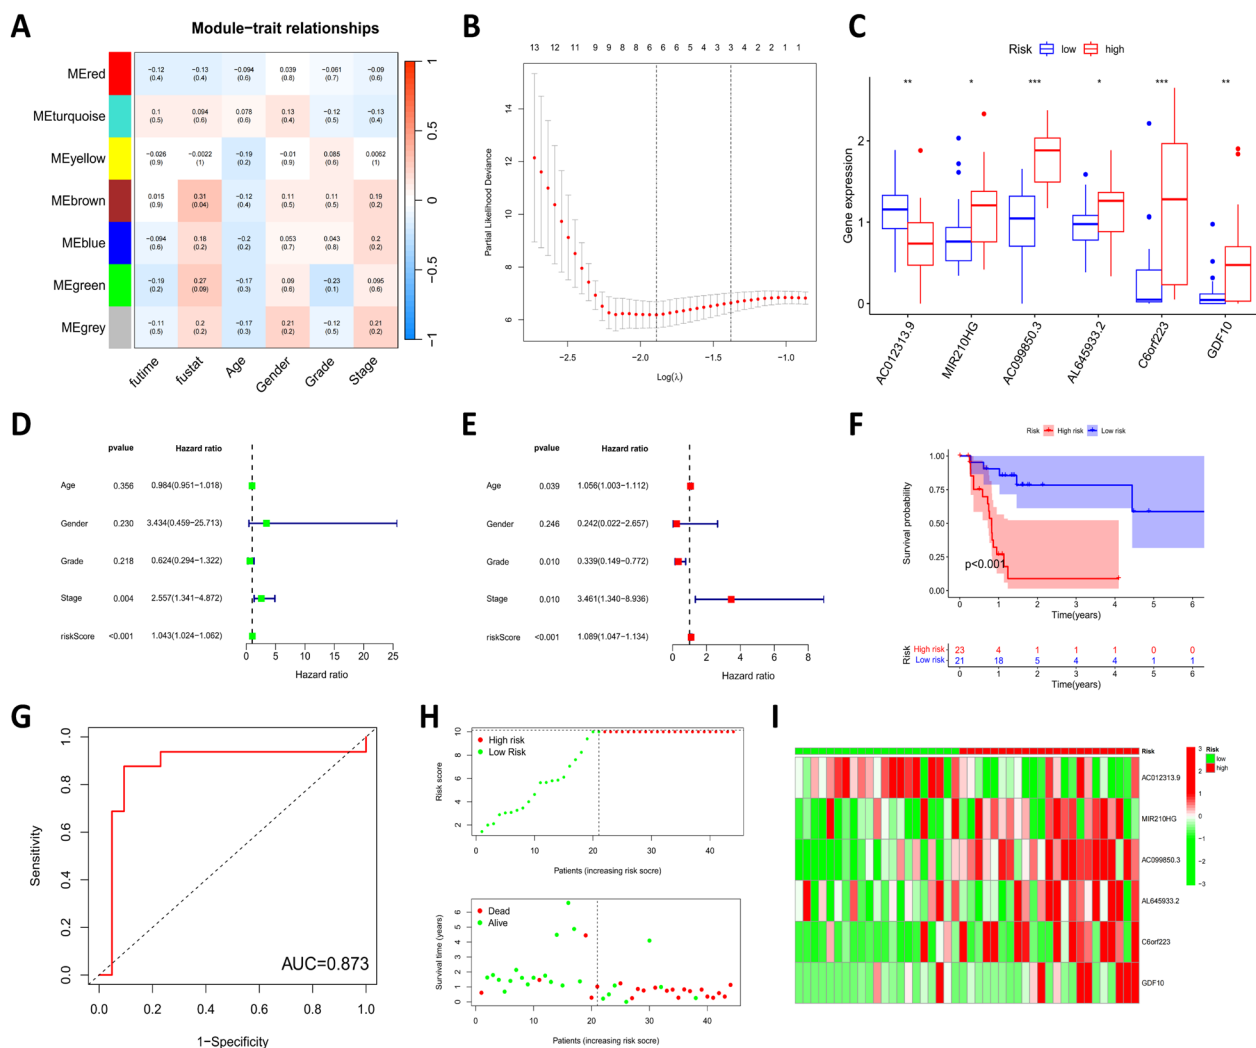 A
Module−trait relationships
MEred
−0.12 −0.13 −0.094 0.039 −0.061 −0.09
(0.4) (0.4) (0.6) (0.8) (0.7) (0.6)
MEturquoise
0.1 0.094 0.078 0.13 −0.12 −0.13
(0.5) (0.6) (0.6) (0.4) (0.5) (0.4)
MEyellow
−0.026 −0.0022 −0.19 −0.01 0.085 0.0062
(0.9) (1) (0.2) (0.9) (0.6) (1)
MEbrown
0.015 0.31 −0.12 0.11 0.11 0.19
(0.9) (0.04) (0.4) (0.5) (0.5) (0.2)
MEblue
−0.094 0.18 −0.2 0.053 0.043 0.2
(0.6) (0.2) (0.2) (0.7) (0.8) (0.2)
MEgreen
−0.19 0.27 −0.17 0.09 −0.23 0.095
(0.2) (0.09) (0.3) (0.6) (0.1) (0.6)
MEgrey
−0.11 0.2 −0.17 0.21 −0.12 0.21
(0.5) (0.2) (0.3) (0.2) (0.5) (0.2)
futime fustat Age Gender Grade Stage
1
0.5
0
−0.5
−1
B
13 12 11 9 9 8 8 6 6 5 4 3 4 2 1 1
Partial Likelihood Deviance
14
12
10
8
6
−2.5 −2.0 −1.5 −1.0
Log(λ)
C
Risk low high
** * *** * *** **
Gene expression
2
1
0
AC012313.9 MIR210HG AC099850.3 AL645933.2 C6orf223 GDF10
D
pvalue Hazard ratio
Age 0.356 0.984(0.951−1.018)
Gender 0.230 3.434(0.459−25.713)
Grade 0.218 0.624(0.294−1.322)
Stage 0.004 2.557(1.341−4.872)
riskScore <0.001 1.043(1.024−1.062)
0 5 10 15 20 25
Hazard ratio
E
pvalue Hazard ratio
Age 0.039 1.056(1.003−1.112)
Gender 0.246 0.242(0.022−2.657)
Grade 0.010 0.339(0.149−0.772)
Stage 0.010 3.461(1.340−8.936)
riskScore <0.001 1.089(1.047−1.134)
0 2 4 6 8
Hazard ratio
F
Risk High risk Low risk
Survival probability
1.00
0.75
0.50
0.25
0.00
p<0.001
0 1 2 3 4 5 6
Time(years)
Risk
High risk 23 4 1 1 1 0 0
Low risk 21 18 5 4 4 1 1
0 1 2 3 4 5 6
Time(years)
G
Sensitivity
1.0
0.8
0.6
0.4
0.2
0.0
AUC=0.873
0.0 0.2 0.4 0.6 0.8 1.0
1−Specificity
H
High risk
Low Risk
Risk score
10
8
6
4
2
0 10 20 30 40
Patients (increasing risk socre)
Dead
Alive
Survival time (years)
6
5
4
3
2
1
0
0 10 20 30 40
Patients (increasing risk socre)
I
Risk
AC012313.9
MIR210HG
AC099850.3
AL645933.2
C6orf223
GDF10
3
2
1
0
−1
−2
−3
Risk
low
high